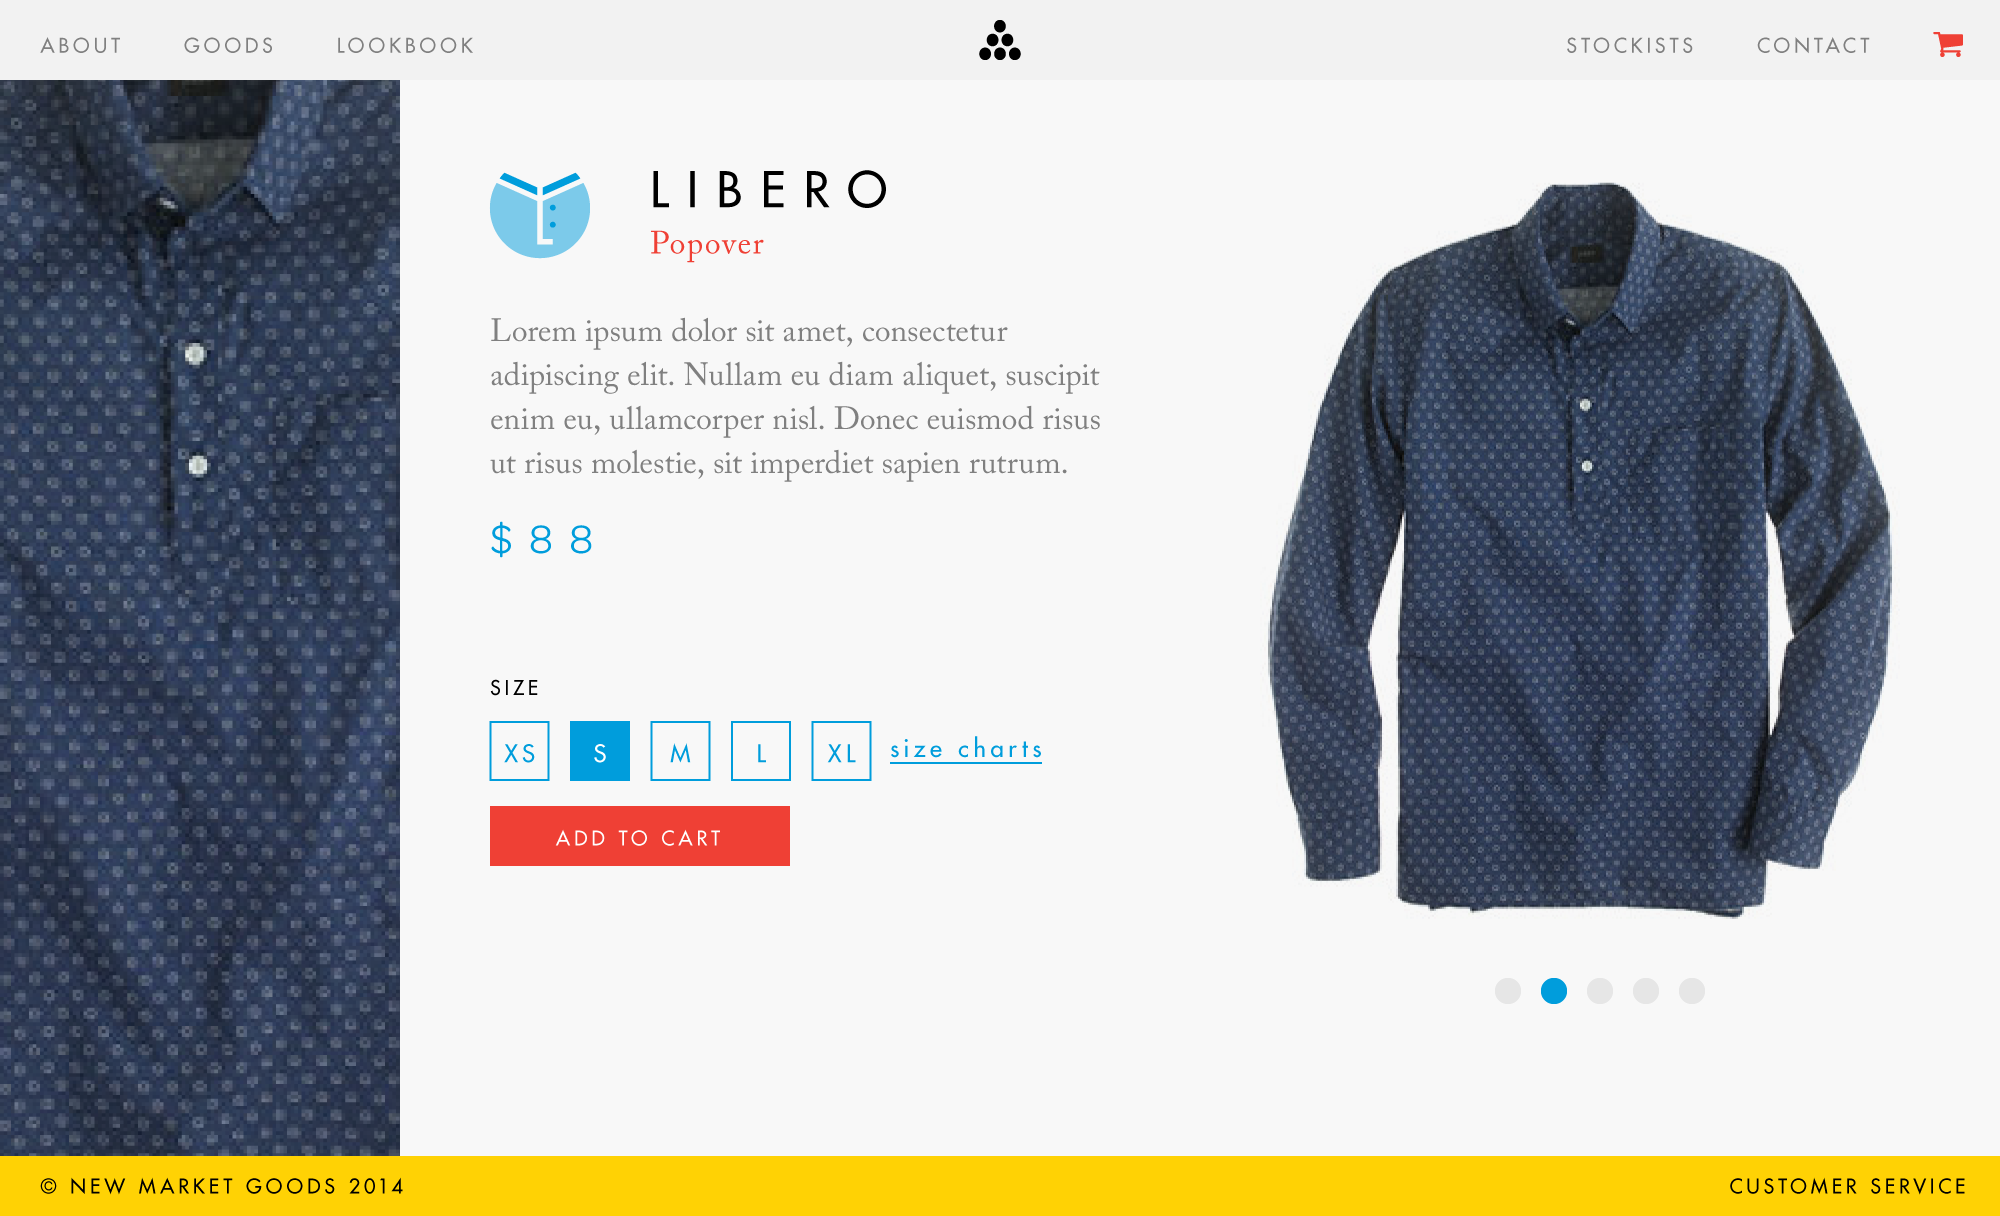 ABOUT GOODS LOOKBOOK STOCKISTS CONTACT
LIBERO
Popover
Lorem ipsum dolor sit amet, consectetur
adipiscing elit. Nullam eu diam aliquet, suscipit
enim eu, ullamcorper nisl. Donec euismod risus
ut risus molestie, sit imperdiet sapien rutrum.
$88
SIZE
XS S M L XL size charts
ADD TO CART
© NEW MARKET GOODS 2014 CUSTOMER SERVICE